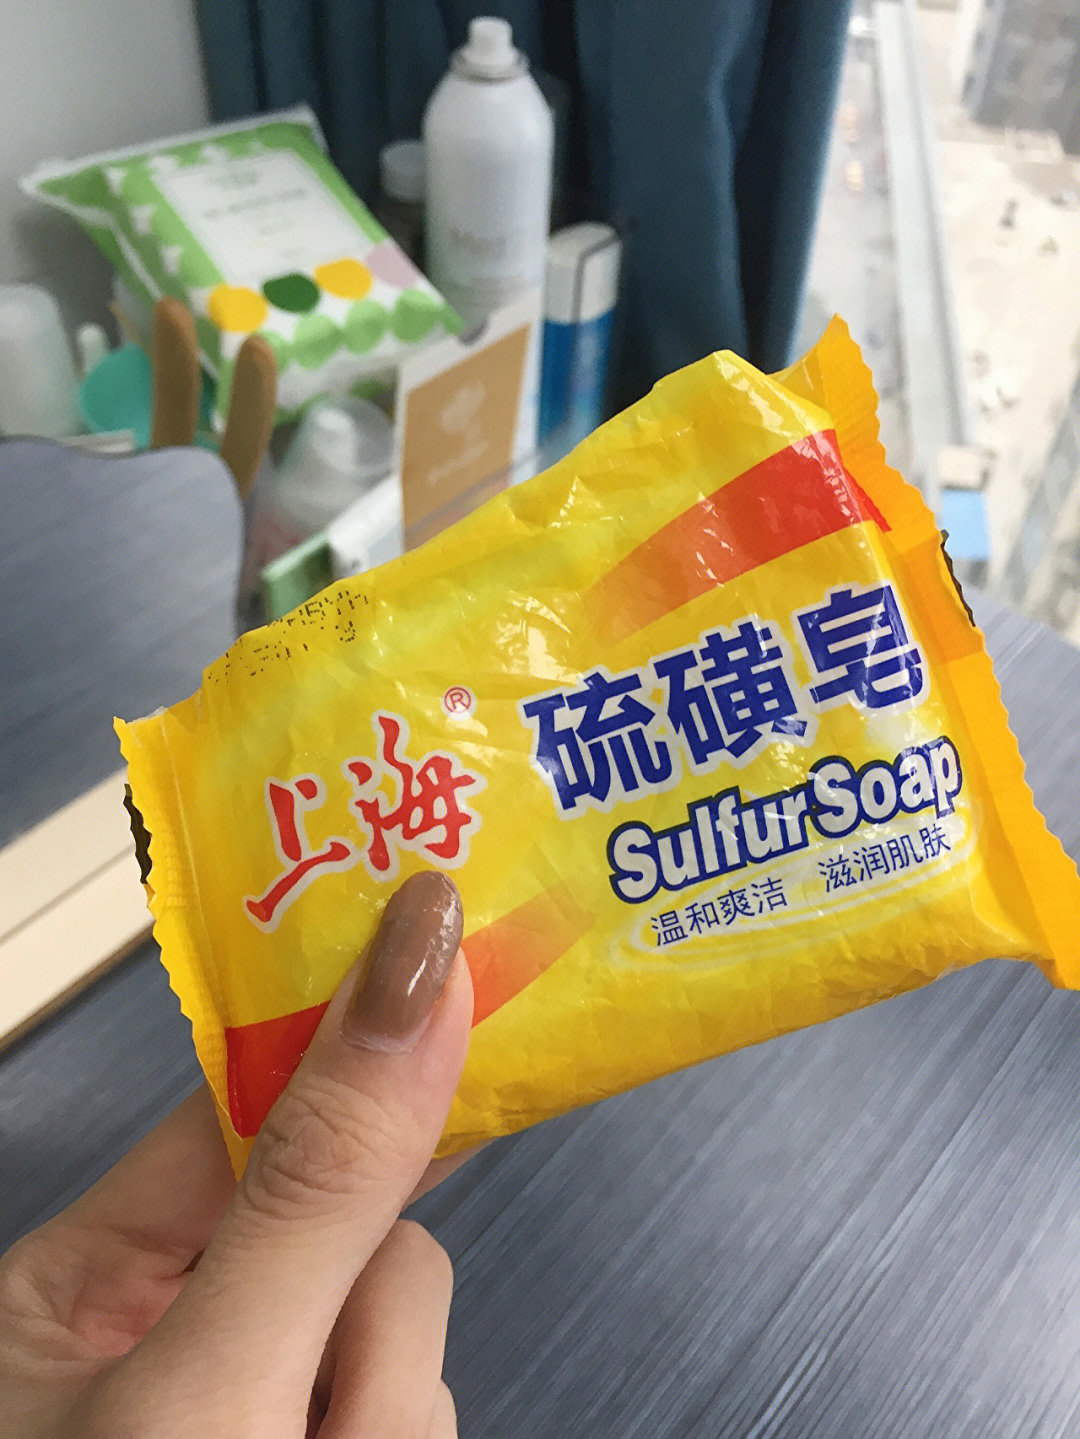 上海®
硫磺皂
Sulfur Soap
温和爽洁 滋润肌肤